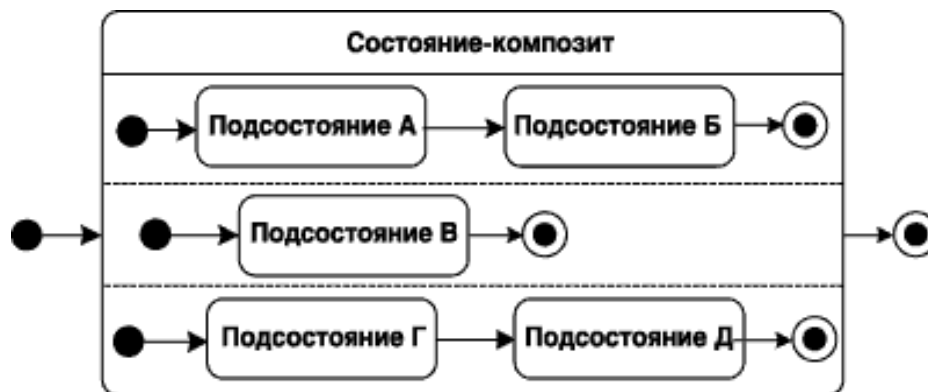 Состояние-композит
Подсостояние А
Подсостояние Б
Подсостояние В
Подсостояние Г
Подсостояние Д